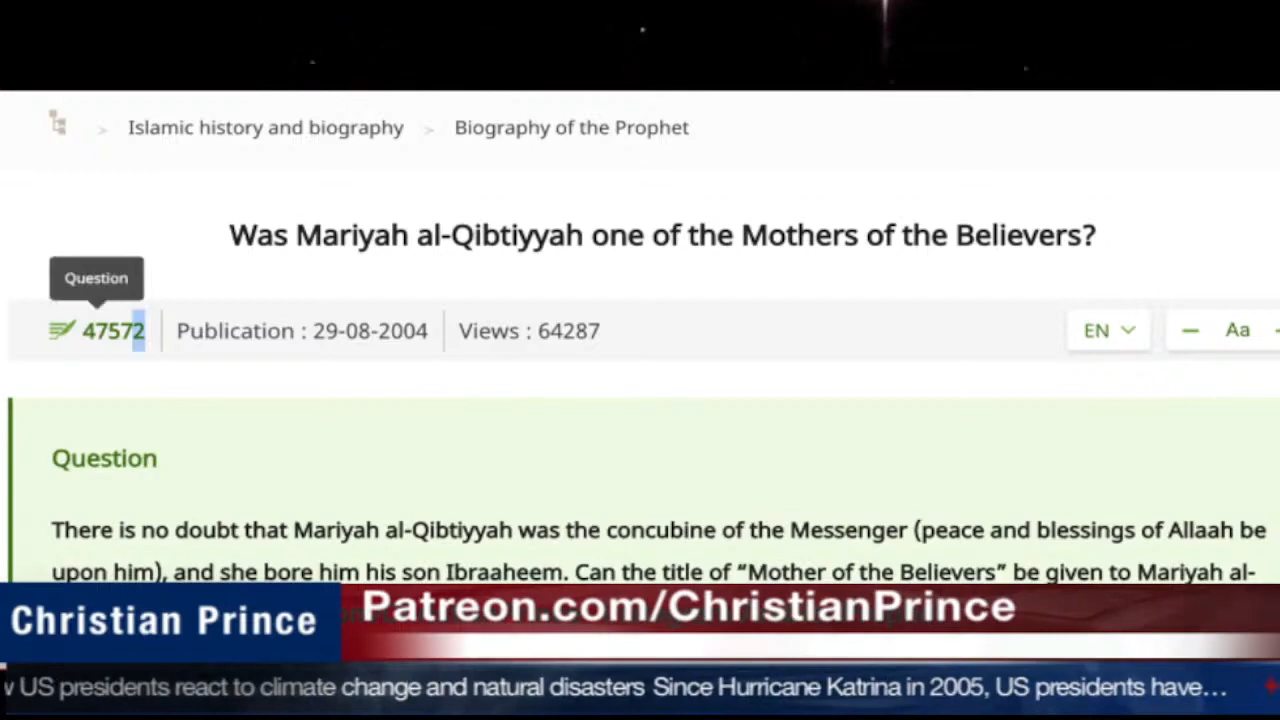 Islamic history and biography > Biography of the Prophet
Was Mariyah al-Qibtiyyah one of the Mothers of the Believers?
Question
47572 Publication : 29-08-2004 Views : 64287 EN Aa
Question
There is no doubt that Mariyah al-Qibtiyyah was the concubine of the Messenger (peace and blessings of Allaah be
upon him), and she bore him his son Ibraaheem. Can the title of “Mother of the Believers” be given to Mariyah al-
Christian Prince
Patreon.com/ChristianPrince
US presidents react to climate change and natural disasters Since Hurricane Katrina in 2005, US presidents have…